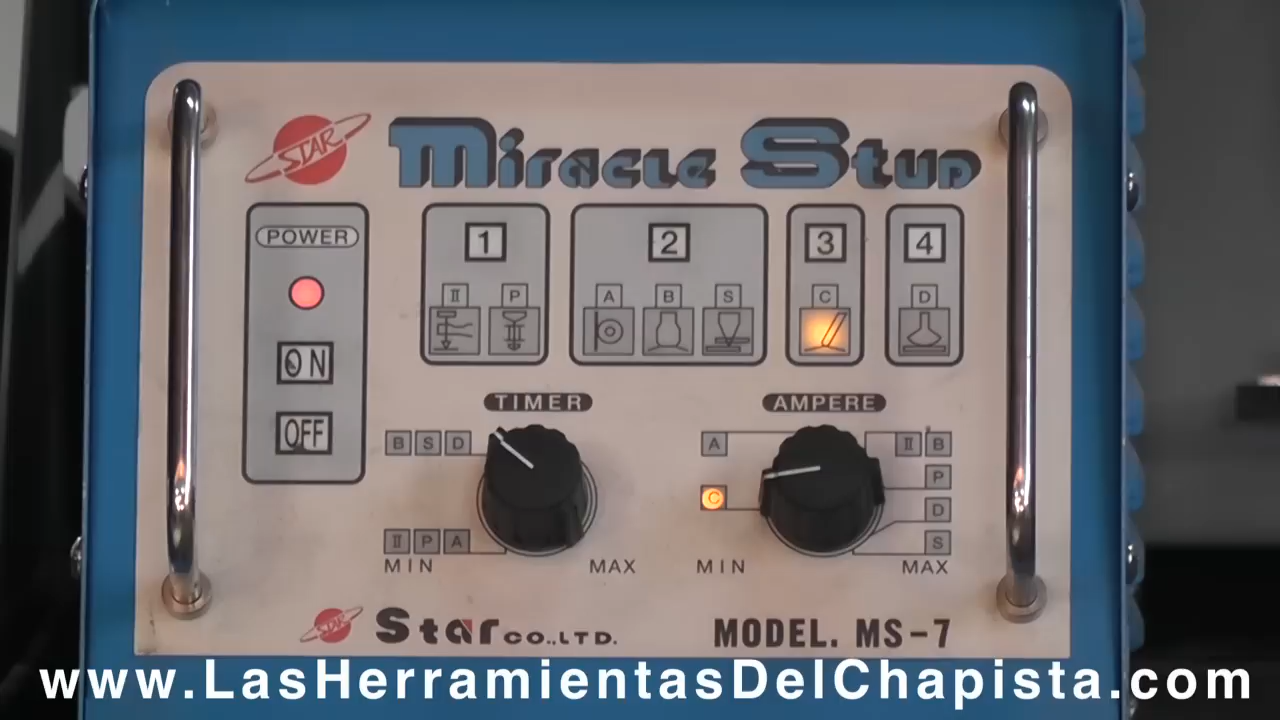 STAR Miracle Stud
POWER
ON
OFF
1 2 3 4
II P A B S C D
TIMER AMPERE
B S D
A
II B
P
C
D
II P A
S
MIN MAX MIN MAX
STAR Star CO.,LTD. MODEL. MS-7
www.LasHerramientasDelChapista.com